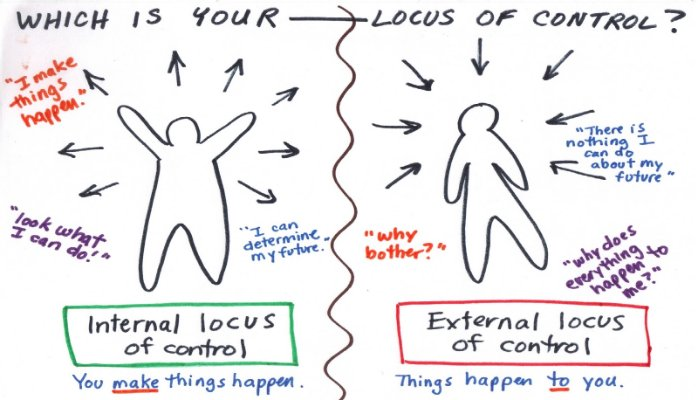 WHICH IS YOUR LOCUS OF CONTROL?
"I make
things
happen."
"look what
I can do!"
"I can
determine
my future."
Internal locus
of control
You make things happen.
"There is
nothing I
can do
about my
future"
"why
bother?"
"why does
everything
happen to
me?"
External locus
of control
Things happen to you.